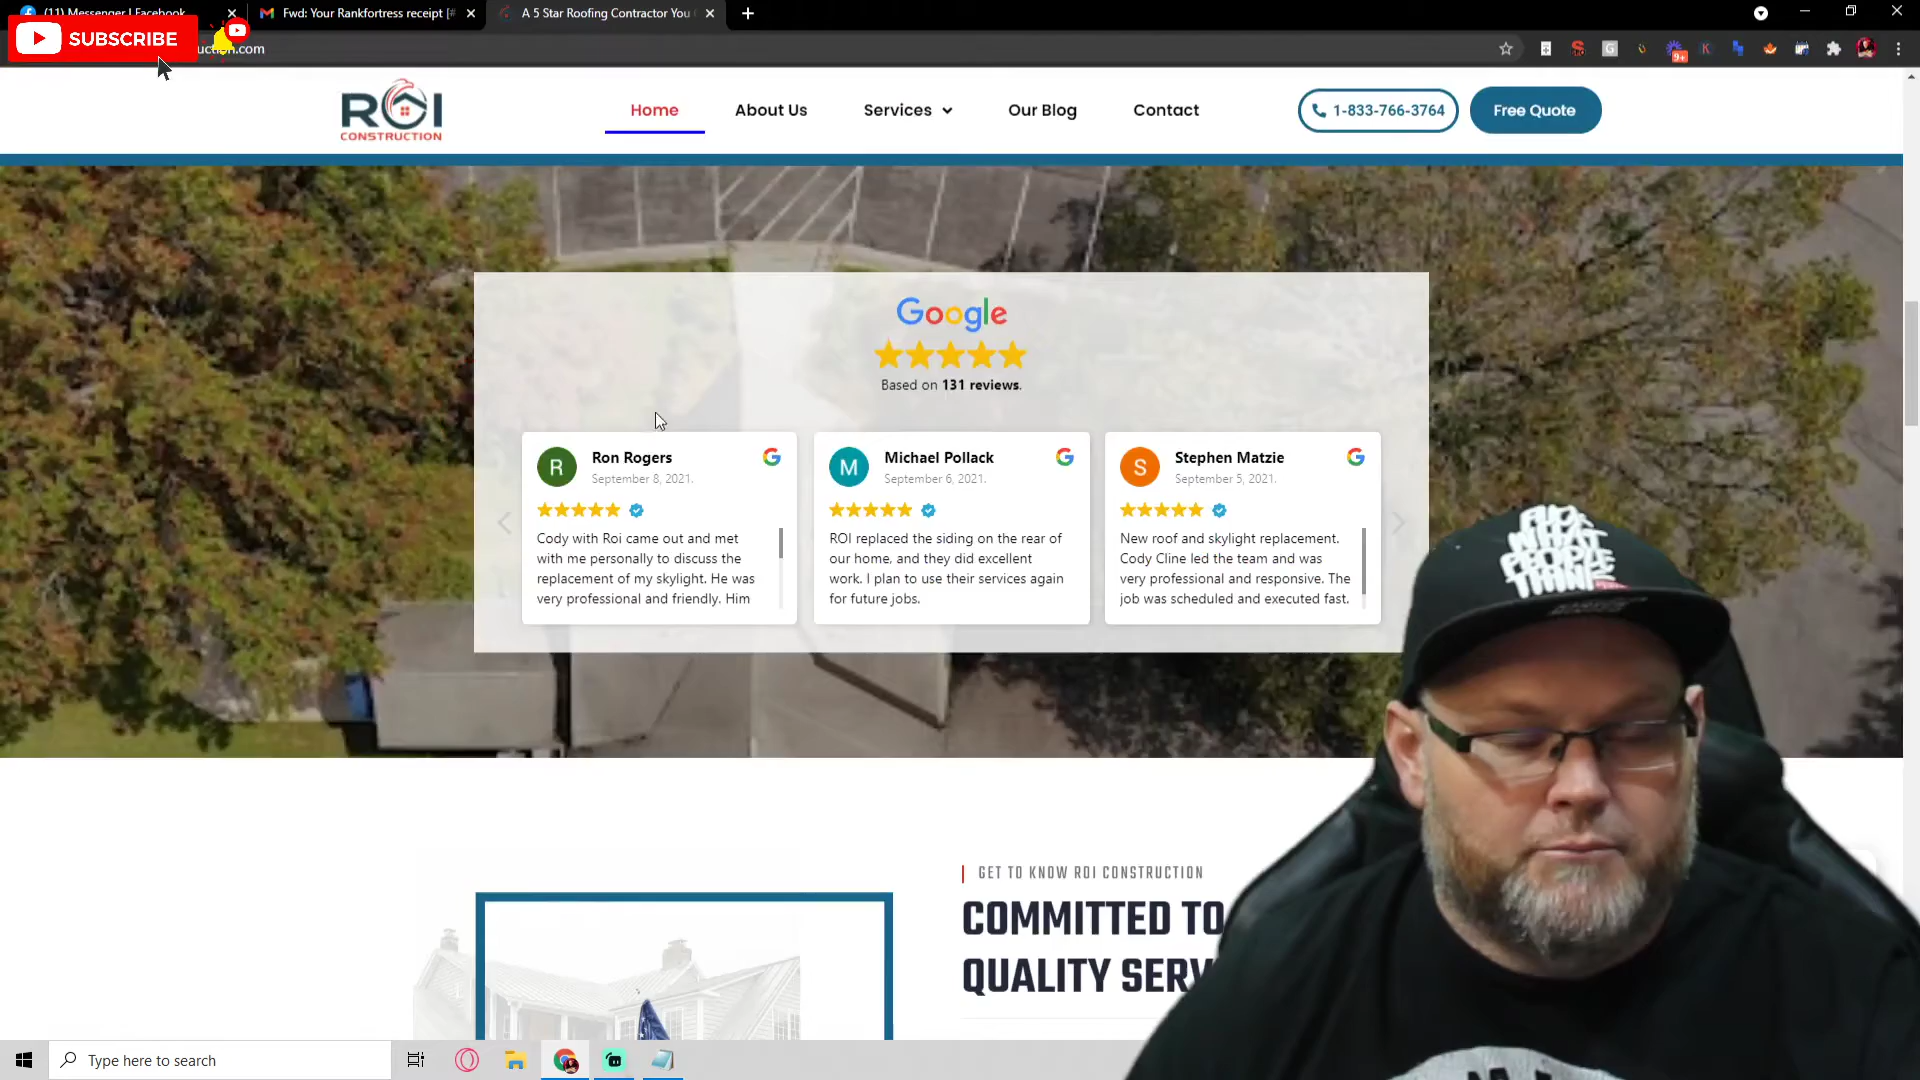 (11) Messenger | Facebook
Fwd: Your Rankfortress receipt [#
A 5 Star Roofing Contractor You
SUBSCRIBE
uction.com
9+
ROI
CONSTRUCTION
Home
About Us
Services
Our Blog
Contact
1-833-766-3764
Free Quote
Google
Based on 131 reviews.
R
Ron Rogers
September 8, 2021.
Cody with Roi came out and met
with me personally to discuss the
replacement of my skylight. He was
very professional and friendly. Him
M
Michael Pollack
September 6, 2021.
ROI replaced the siding on the rear of
our home, and they did excellent
work. I plan to use their services again
for future jobs.
S
Stephen Matzie
September 5, 2021.
New roof and skylight replacement.
Cody Cline led the team and was
very professional and responsive. The
job was scheduled and executed fast.
WHAT
PEOPLE
THINK
GET TO KNOW ROI CONSTRUCTION
COMMITTED TO
QUALITY SERV
Type here to search